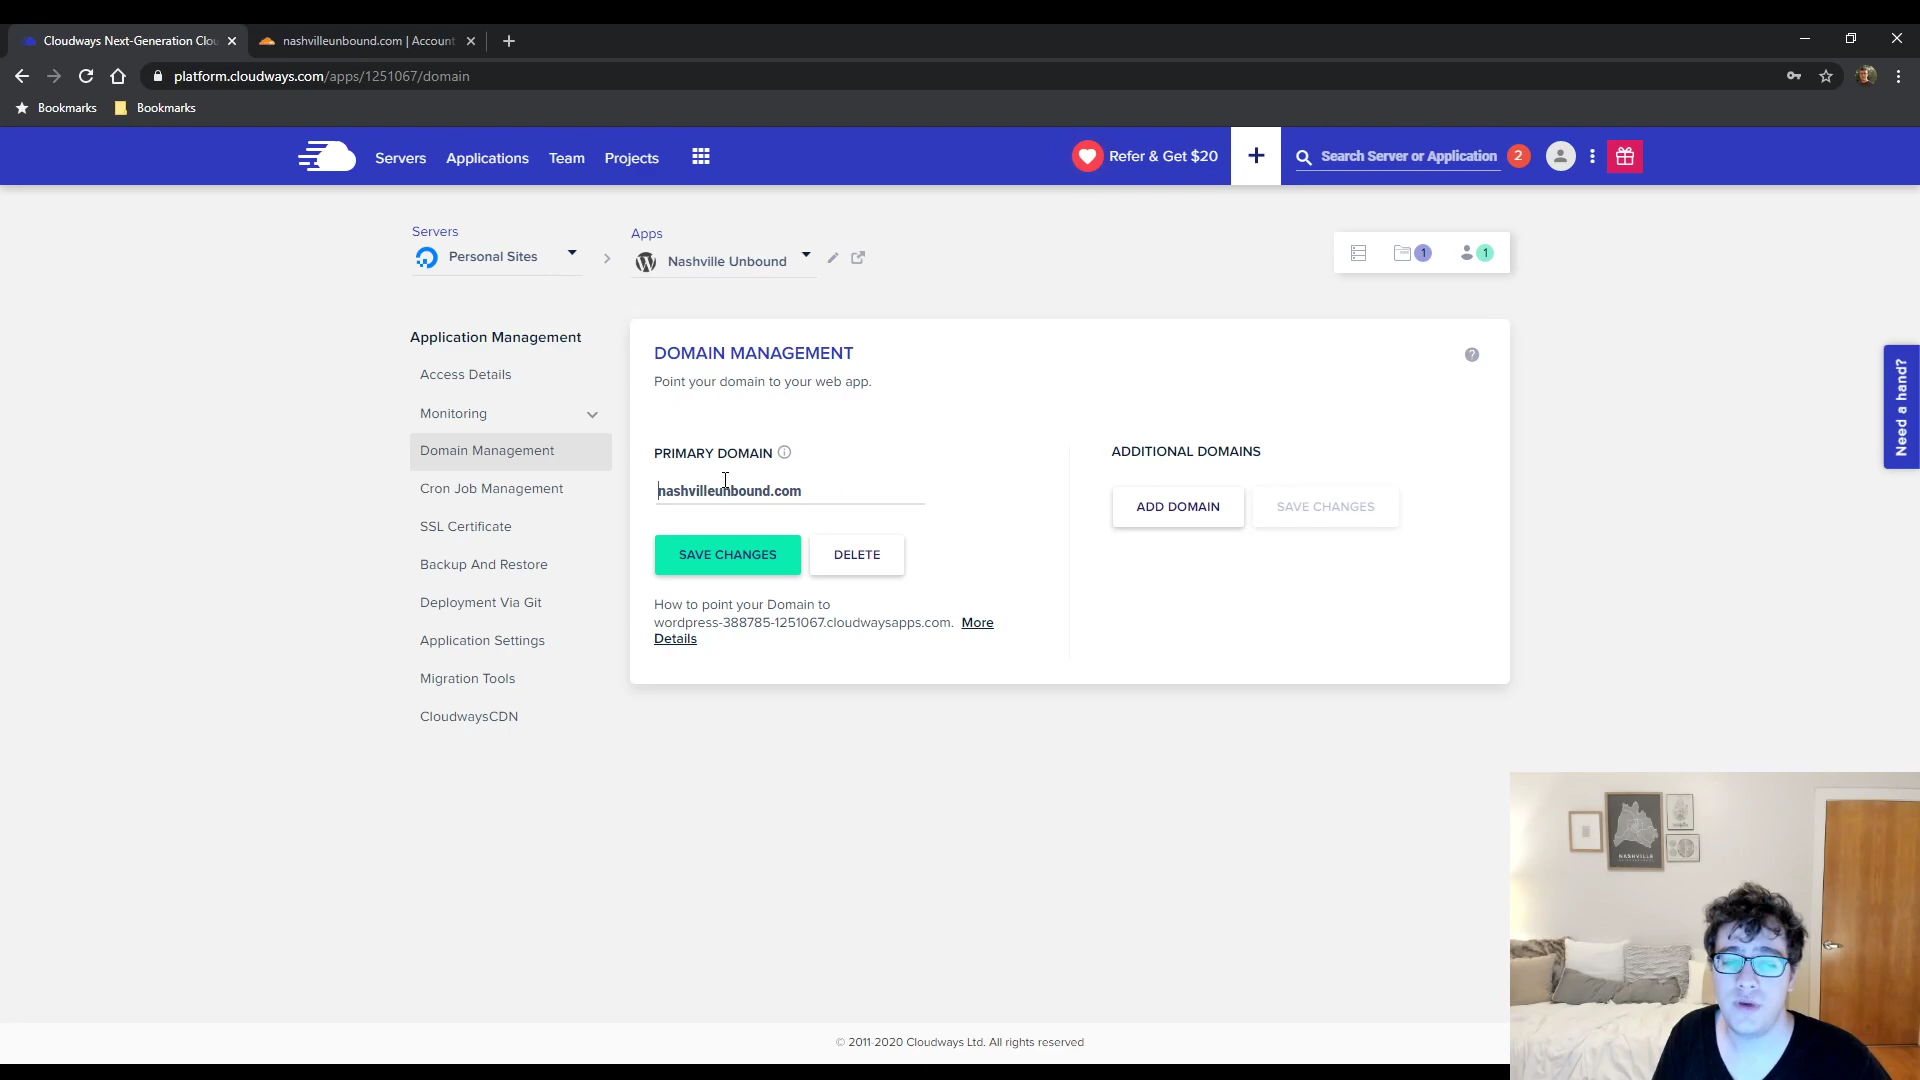 Cloudways Next-Generation Clou
nashvilleunbound.com | Account
platform.cloudways.com/apps/1251067/domain
Bookmarks
Bookmarks
Servers
Applications
Team
Projects
Refer & Get $20
Search Server or Application
2
Servers
Personal Sites
Apps
Nashville Unbound
1
1
Application Management
Access Details
Monitoring
Domain Management
Cron Job Management
SSL Certificate
Backup And Restore
Deployment Via Git
Application Settings
Migration Tools
CloudwaysCDN
DOMAIN MANAGEMENT
Point your domain to your web app.
PRIMARY DOMAIN
nashvilleunbound.com
SAVE CHANGES
DELETE
How to point your Domain to
wordpress-388785-1251067.cloudwaysapps.com. More
Details
ADDITIONAL DOMAINS
ADD DOMAIN
SAVE CHANGES
Need a hand?
NASHVILLE
© 2011-2020 Cloudways Ltd. All rights reserved